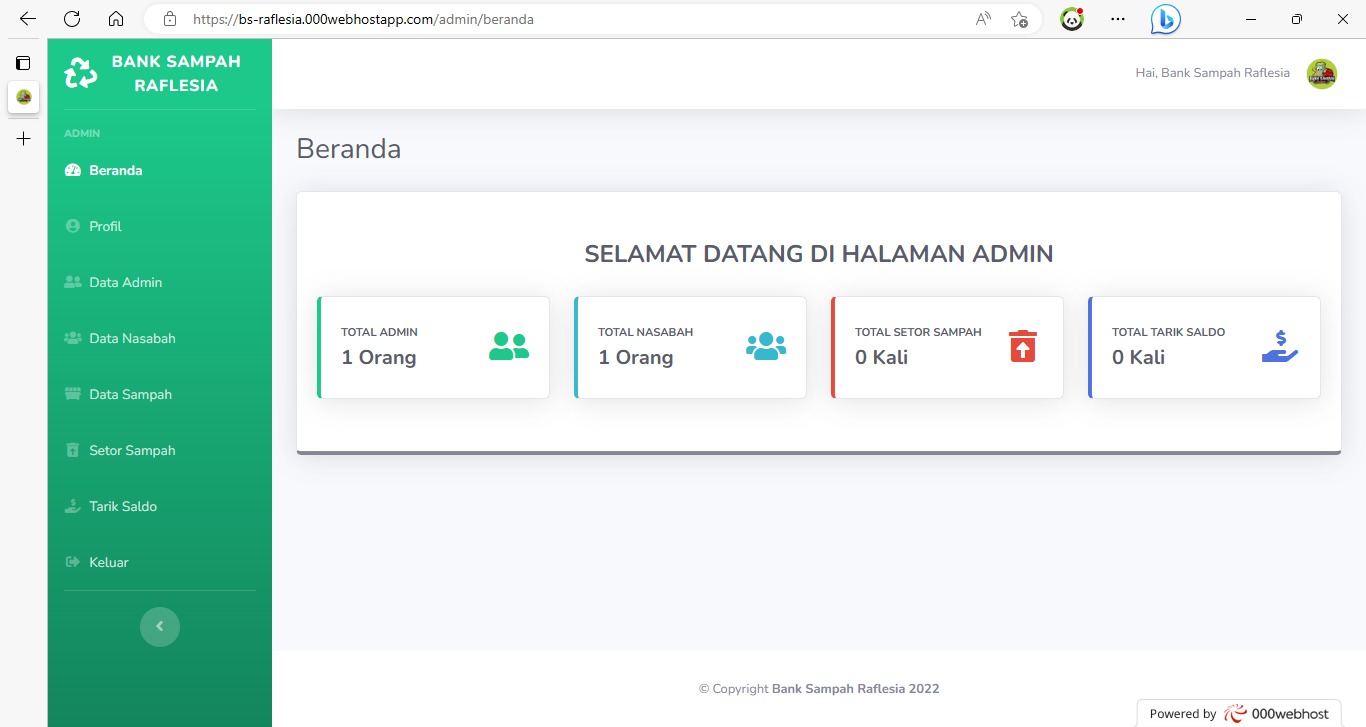 https://bs-raflesia.000webhostapp.com/admin/beranda
BANK SAMPAH
RAFLESIA
Hai, Bank Sampah Raflesia
ADMIN
Beranda
Profil
Data Admin
Data Nasabah
Data Sampah
Setor Sampah
Tarik Saldo
Keluar
Beranda
SELAMAT DATANG DI HALAMAN ADMIN
TOTAL ADMIN
1 Orang
TOTAL NASABAH
1 Orang
TOTAL SETOR SAMPAH
0 Kali
TOTAL TARIK SALDO
0 Kali
© Copyright Bank Sampah Raflesia 2022
Powered by 000webhost